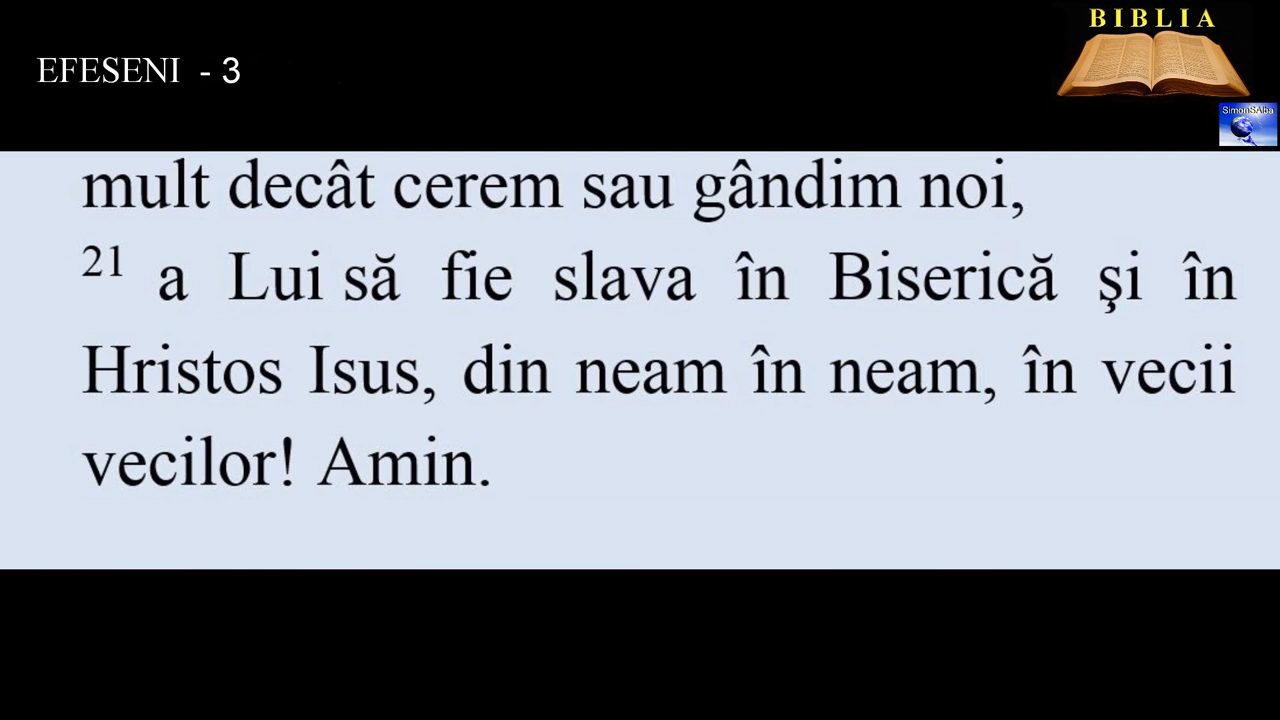 BIBLIA
EFESENI - 3
SimonSAlba
mult decât cerem sau gândim noi,
21 a Lui să fie slava în Biserică şi în
Hristos Isus, din neam în neam, în vecii
vecilor! Amin.